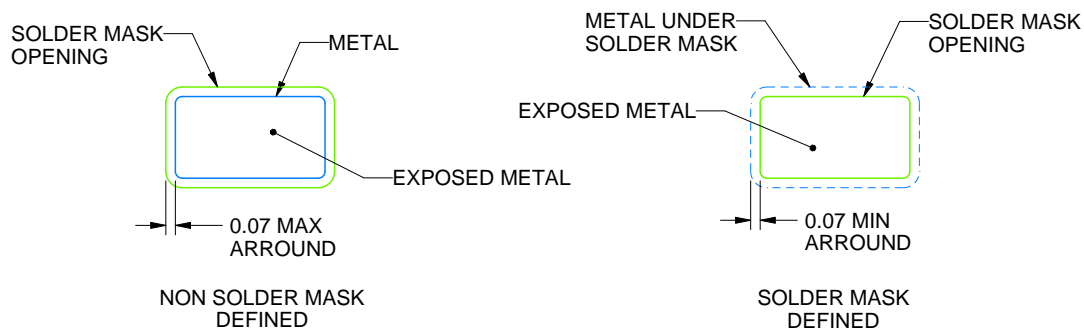 SOLDER MASK
OPENING
METAL
EXPOSED METAL
0.07 MAX
ARROUND
NON SOLDER MASK
DEFINED
METAL UNDER
SOLDER MASK
SOLDER MASK
OPENING
EXPOSED METAL
0.07 MIN
ARROUND
SOLDER MASK
DEFINED